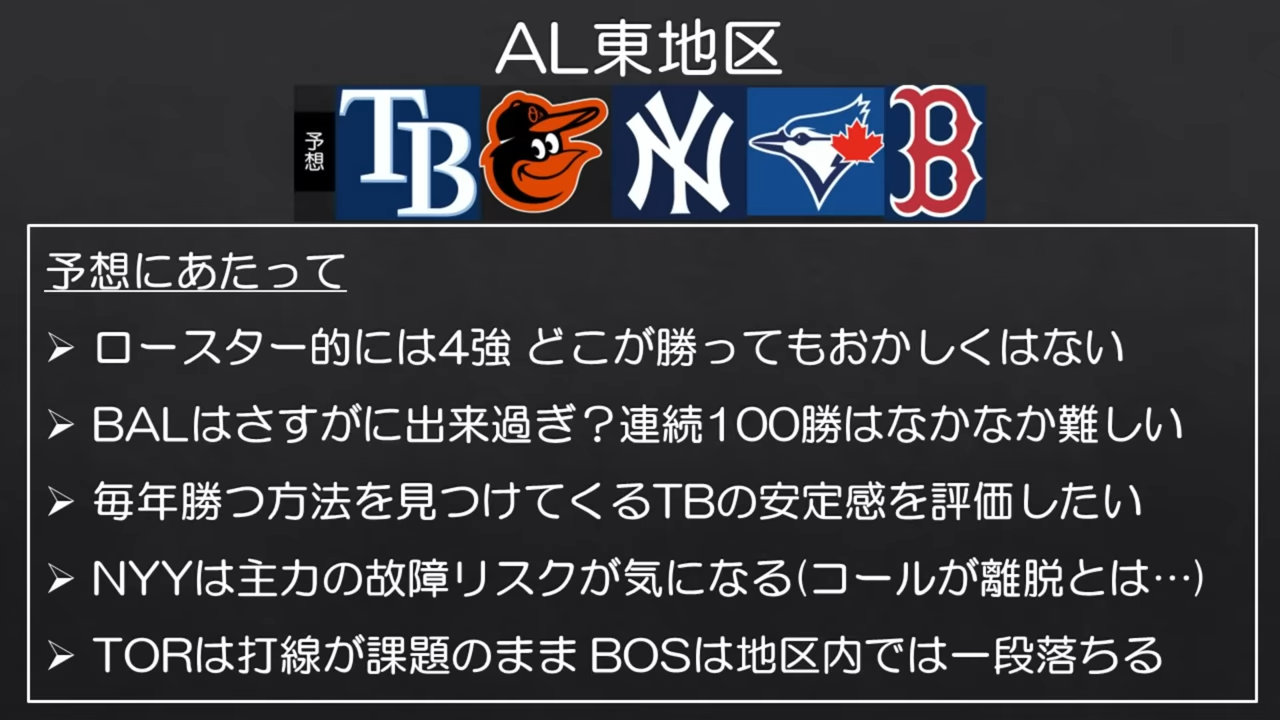 AL東地区
予想
TB
NY
B
予想にあたって
➢ ロースター的には4強 どこが勝ってもおかしくはない
➢ BALはさすがに出来過ぎ?連続100勝はなかなか難しい
➢ 毎年勝つ方法を見つけてくるTBの安定感を評価したい
➢ NYYは主力の故障リスクが気になる(コールが離脱とは…)
➢ TORは打線が課題のまま BOSは地区内では一段落ちる